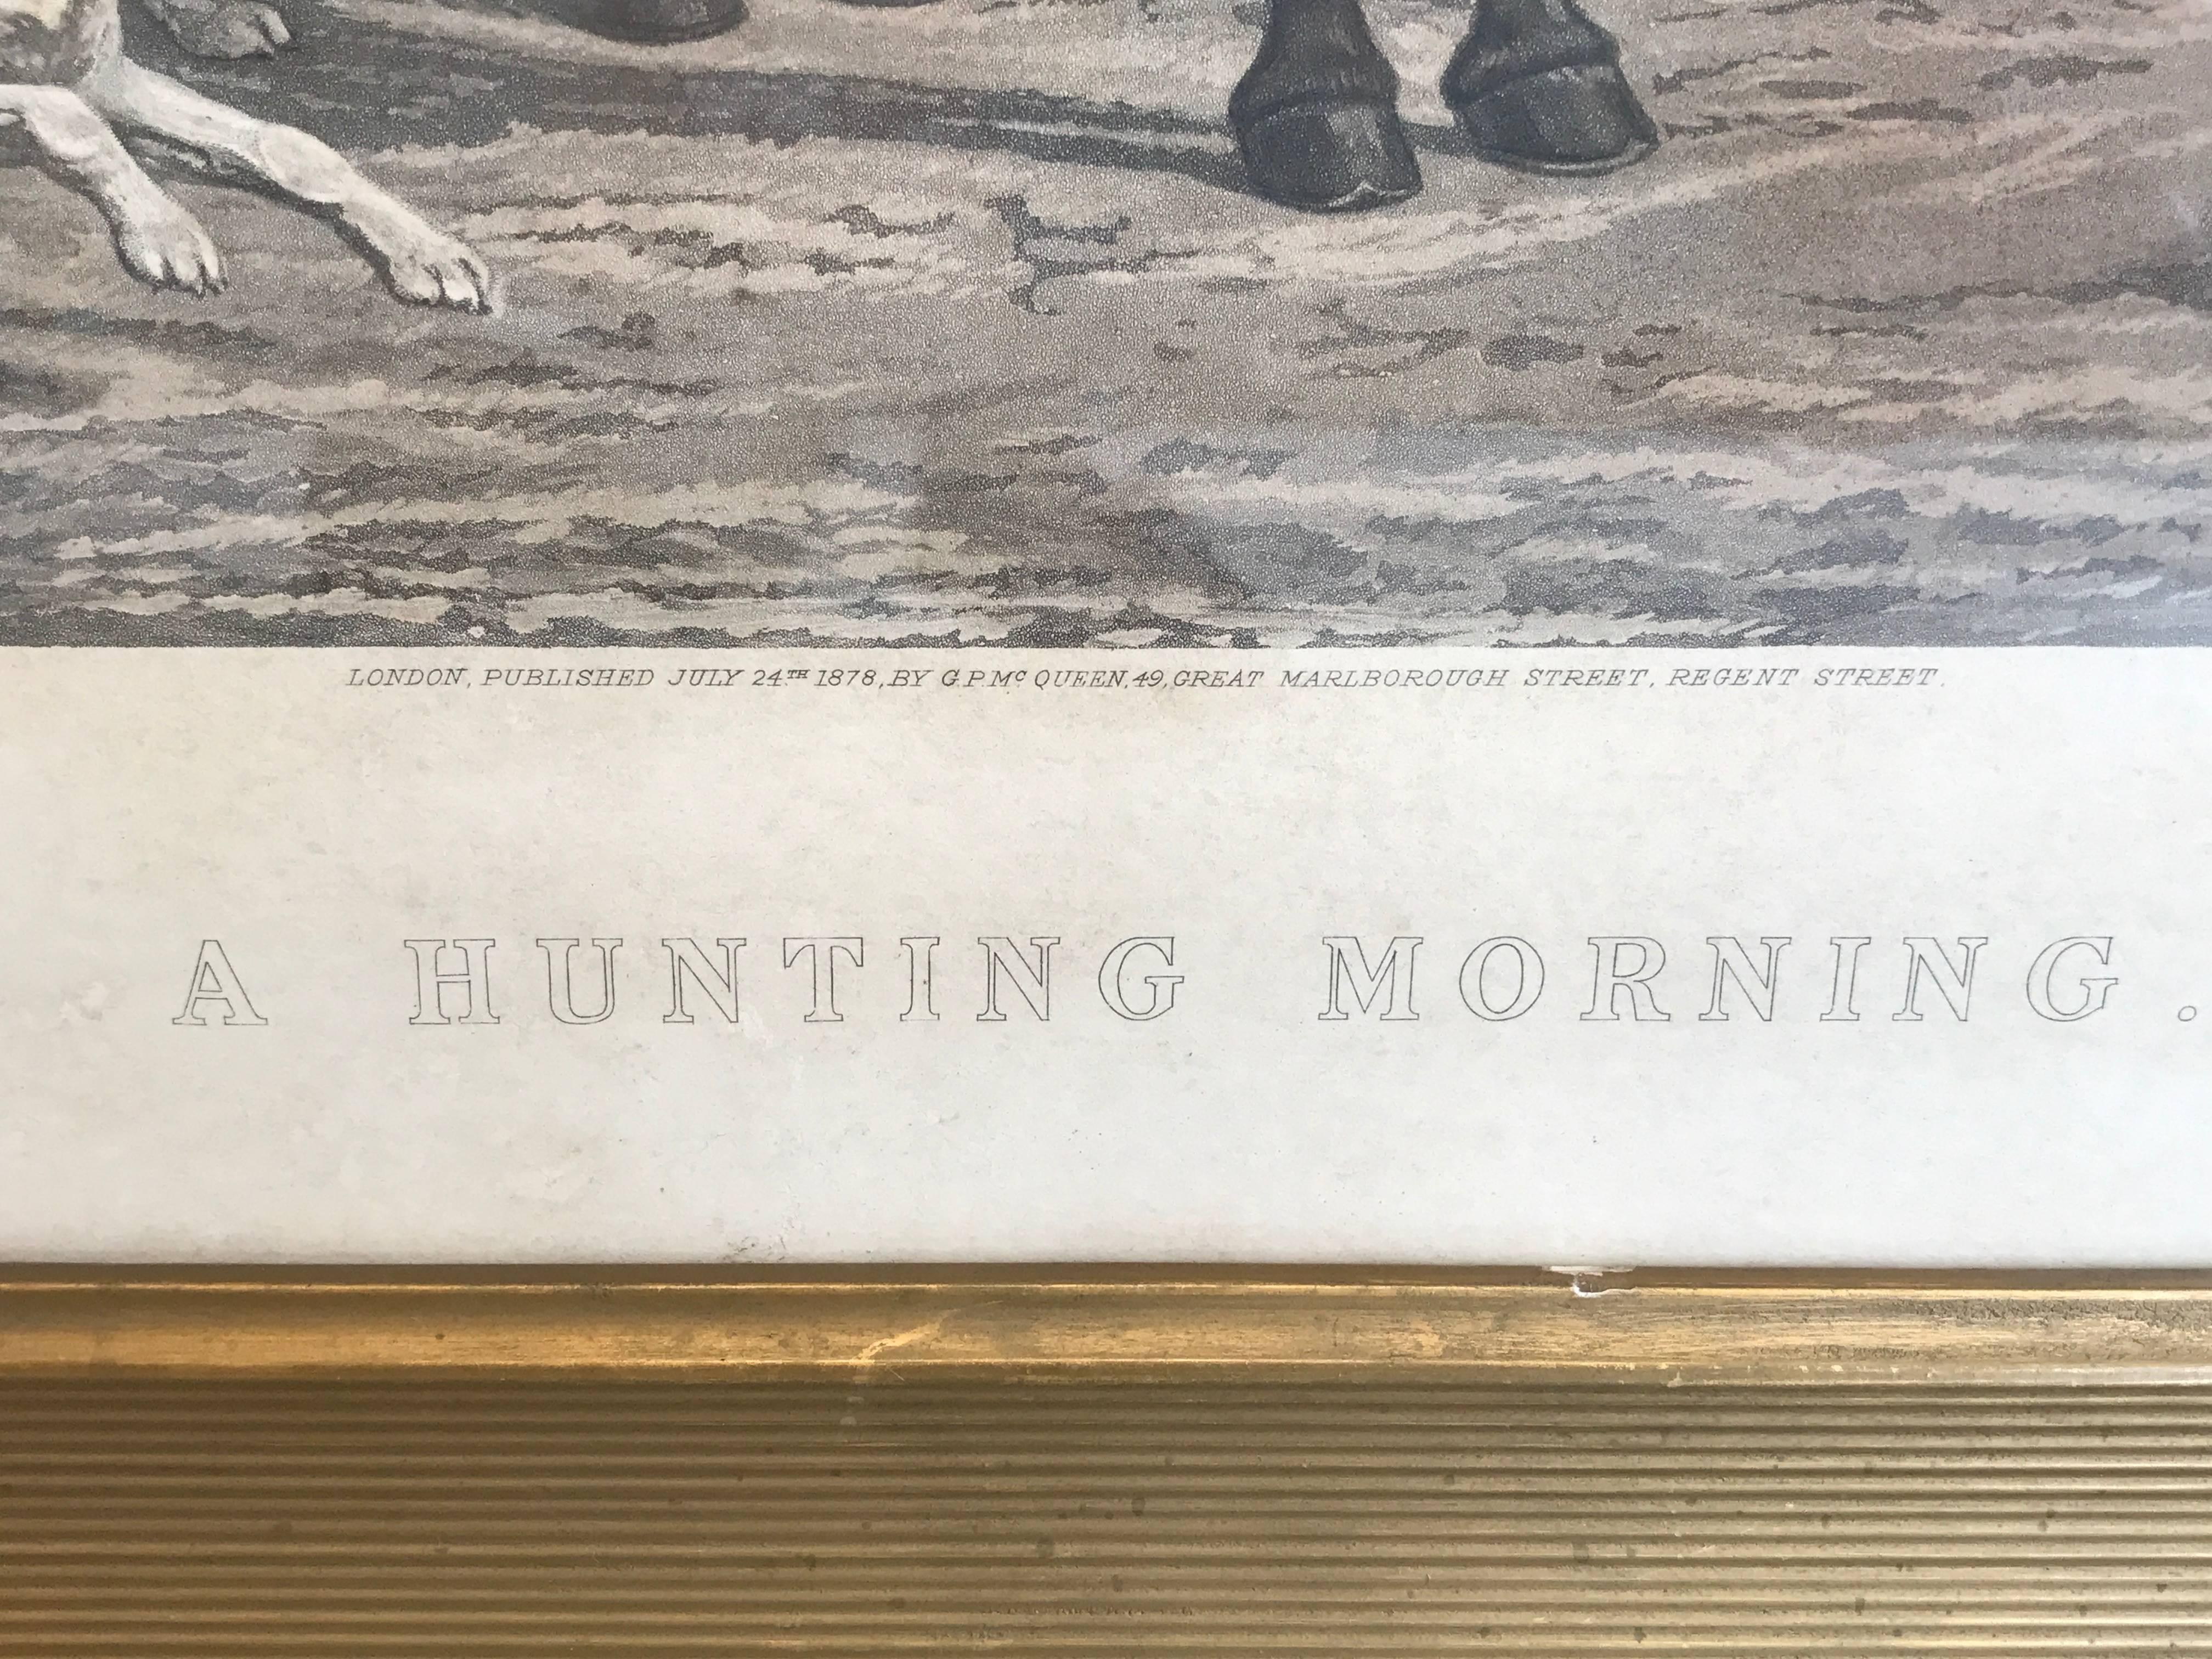 LONDON, PUBLISHED JULY 24TH 1878, BY G.P. Mc QUEEN, 49, GREAT MARLBOROUGH STREET, REGENT STREET.
A HUNTING MORNING.